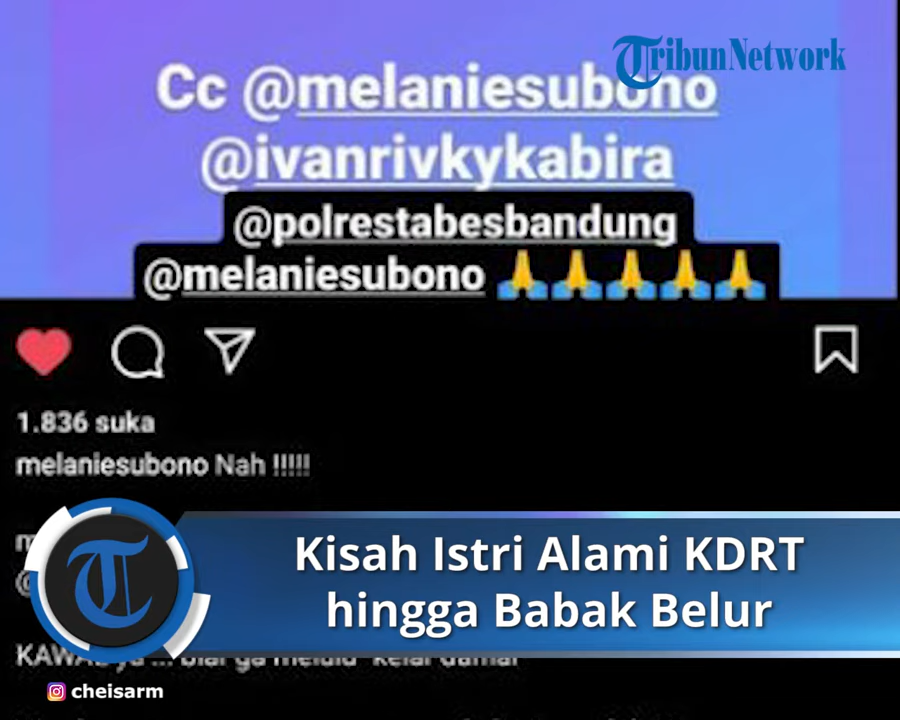 TribunNetwork
Cc @melaniesubono
@ivanrivkykabira
@polrestabesbandung
@melaniesubono 🙏🙏🙏🙏🙏
1.836 suka
melaniesubono Nah !!!!!
Kisah Istri Alami KDRT
hingga Babak Belur
cheisarm